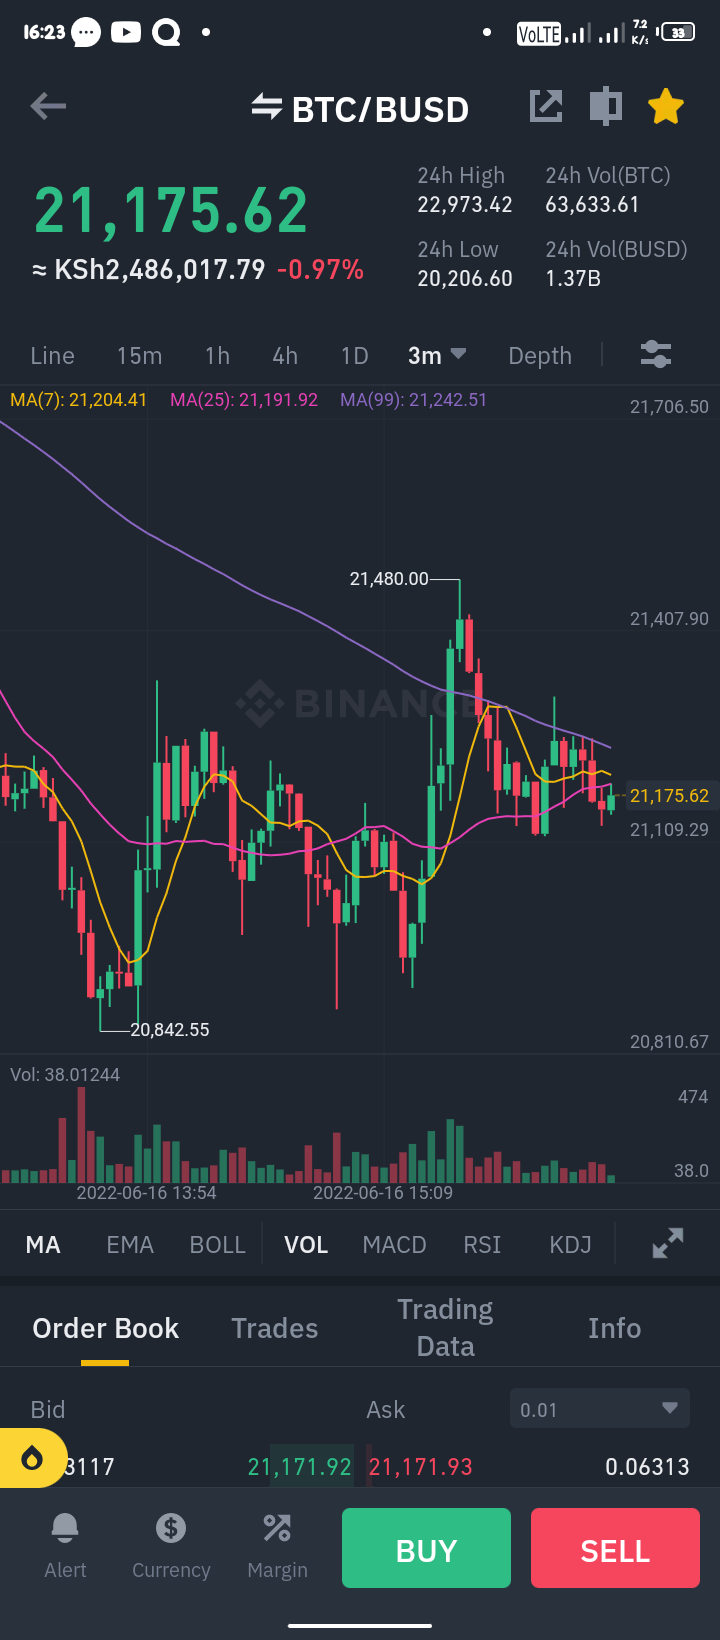 16:23
VoLTE
7.2
K/s
33
BTC/BUSD
21,175.62
≈ KSh2,486,017.79 -0.97%
24h High
22,973.42
24h Vol(BTC)
63,633.61
24h Low
20,206.60
24h Vol(BUSD)
1.37B
Line 15m 1h 4h 1D 3m Depth
MA(7): 21,204.41 MA(25): 21,191.92 MA(99): 21,242.51
21,706.50
21,480.00
21,407.90
BINANCE
21,175.62
21,109.29
20,842.55
20,810.67
Vol: 38.01244
474
38.0
2022-06-16 13:54 2022-06-16 15:09
MA EMA BOLL VOL MACD RSI KDJ
Order Book Trades Trading Data Info
Bid Ask 0.01
3117 21,171.92 21,171.93 0.06313
Alert Currency Margin BUY SELL